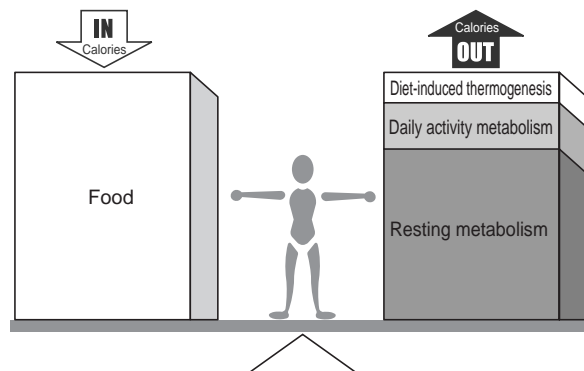 IN
Calories
Calories
OUT
Diet-induced thermogenesis
Daily activity metabolism
Food
Resting metabolism